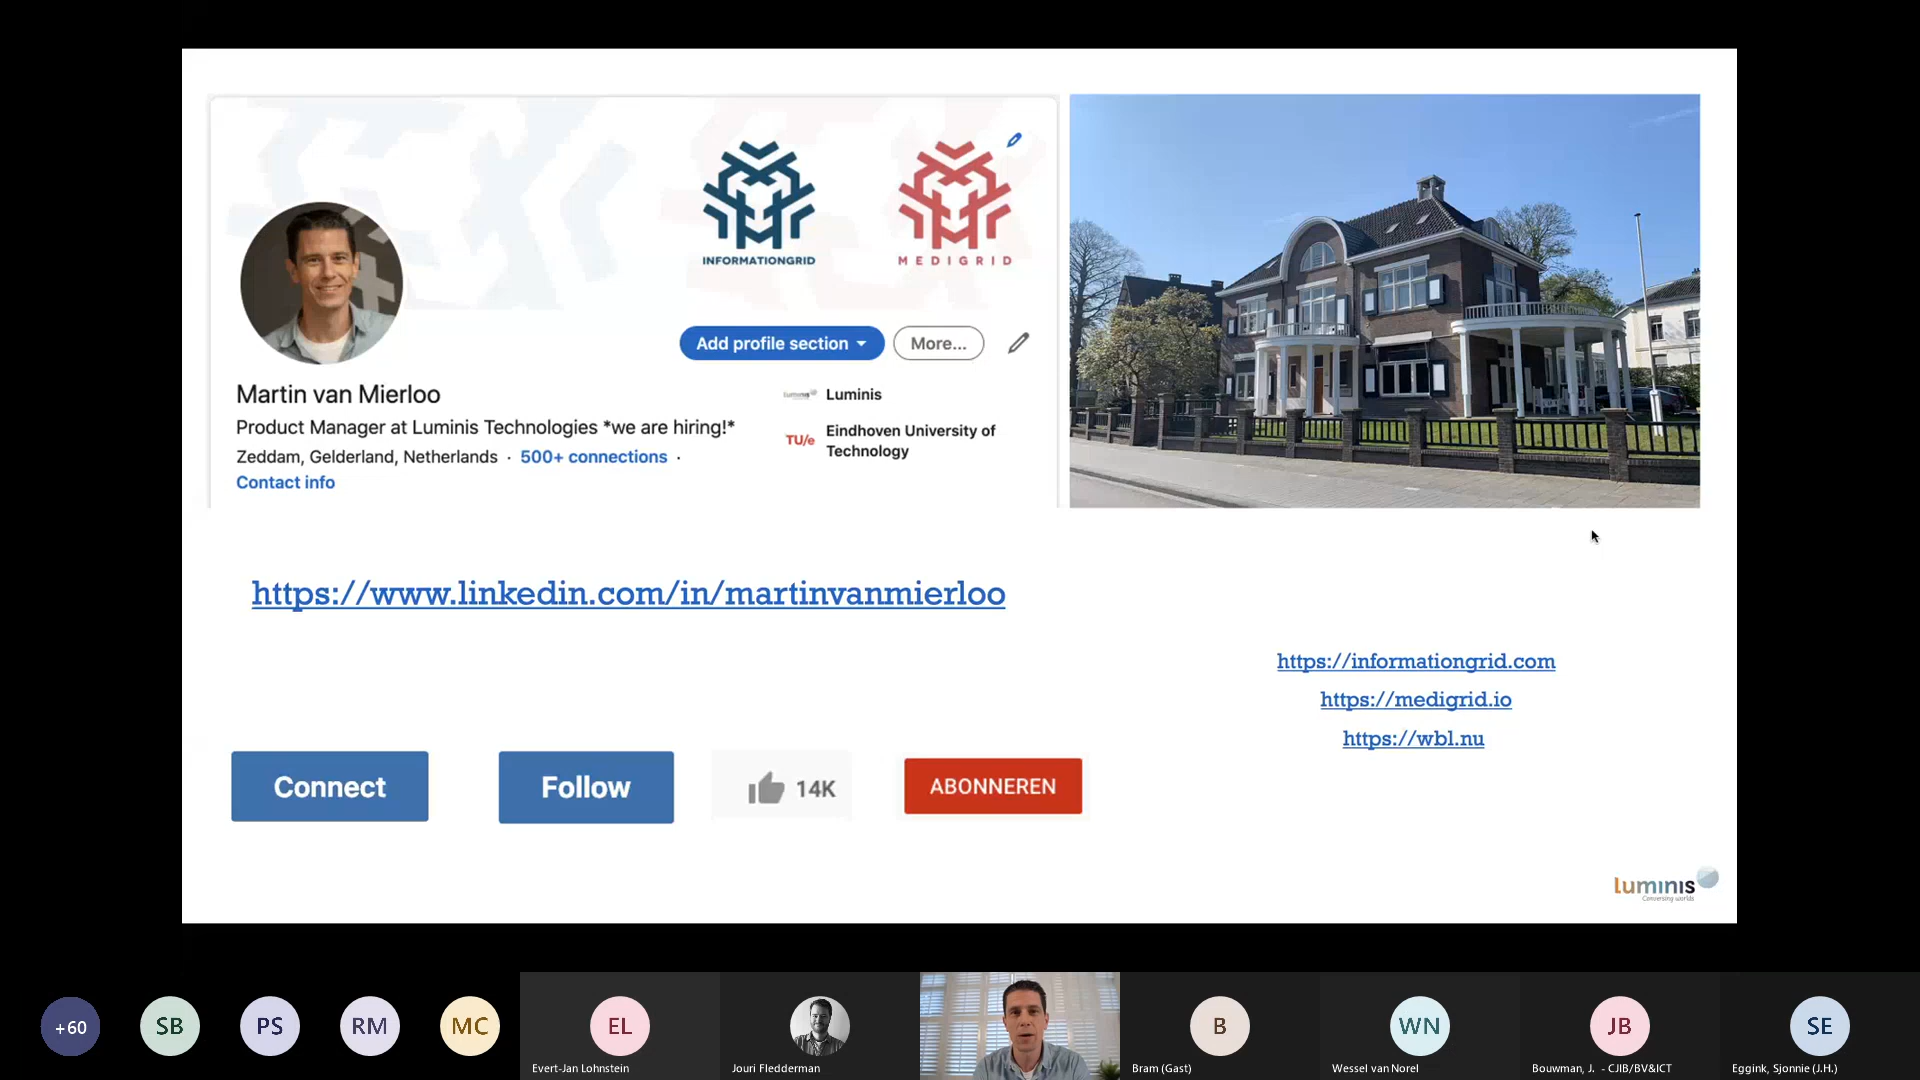 INFORMATIONGRID
MEDIGRID
Add profile section
More...
Martin van Mierloo
Product Manager at Luminis Technologies *we are hiring!*
Zeddam, Gelderland, Netherlands · 500+ connections ·
Contact info
luminis
Luminis
TU/e
Eindhoven University of
Technology
https://www.linkedin.com/in/martinvanmierloo
https://informationgrid.com
https://medigrid.io
https://wbl.nu
Connect
Follow
14K
ABONNEREN
luminis
Conversing worlds
+60
SB
PS
RM
MC
EL
Evert-Jan Lohnstein
Jouri Fledderman
B
Bram (Gast)
WN
Wessel van Norel
JB
Bouwman, J. - CJIB/BV&ICT
SE
Eggink, Sjonnie (J.H.)